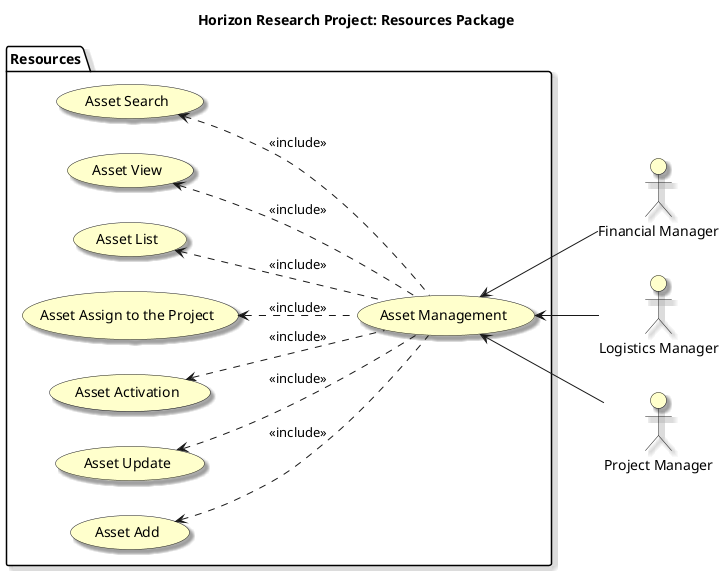 Horizon Research Project: Resources Package
Resources
Asset Search
«include»
Asset View
«include»
Asset List
«include»
Asset Assign to the Project
«include»
Asset Management
Asset Activation
«include»
Asset Update
«include»
Asset Add
«include»
Financial Manager
Logistics Manager
Project Manager